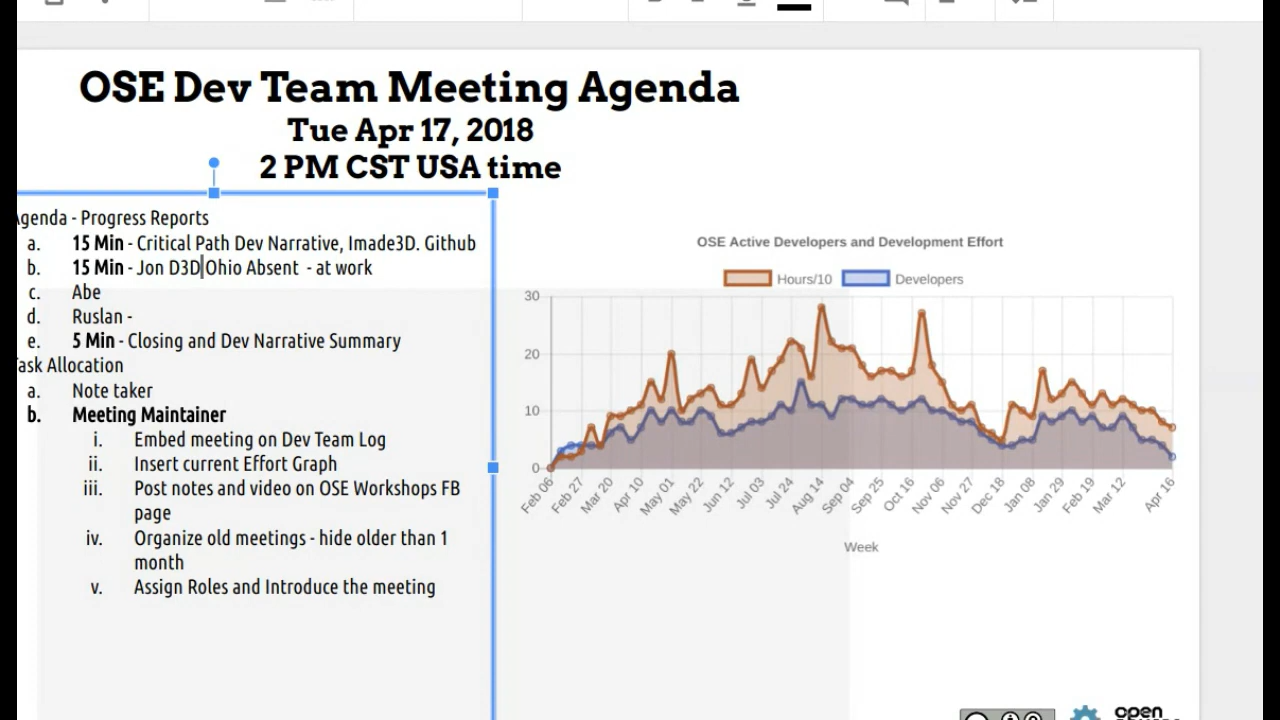 OSE Dev Team Meeting Agenda
Tue Apr 17, 2018
2 PM CST USA time
Agenda - Progress Reports
a. 15 Min - Critical Path Dev Narrative, Imade3D. Github
b. 15 Min - Jon D3D Ohio Absent - at work
c. Abe
d. Ruslan -
e. 5 Min - Closing and Dev Narrative Summary
Task Allocation
a. Note taker
b. Meeting Maintainer
i. Embed meeting on Dev Team Log
ii. Insert current Effort Graph
iii. Post notes and video on OSE Workshops FB
page
iv. Organize old meetings - hide older than 1
month
v. Assign Roles and Introduce the meeting
OSE Active Developers and Development Effort
Hours/10 Developers
30
20
10
0
Feb 06 Feb 27 Mar 20 Apr 10 May 01 May 22 Jun 12 Jul 03 Jul 24 Aug 14 Sep 04 Sep 25 Oct 16 Nov 06 Nov 27 Dec 18 Jan 08 Jan 29 Feb 19 Mar 12 Apr 16
Week
open